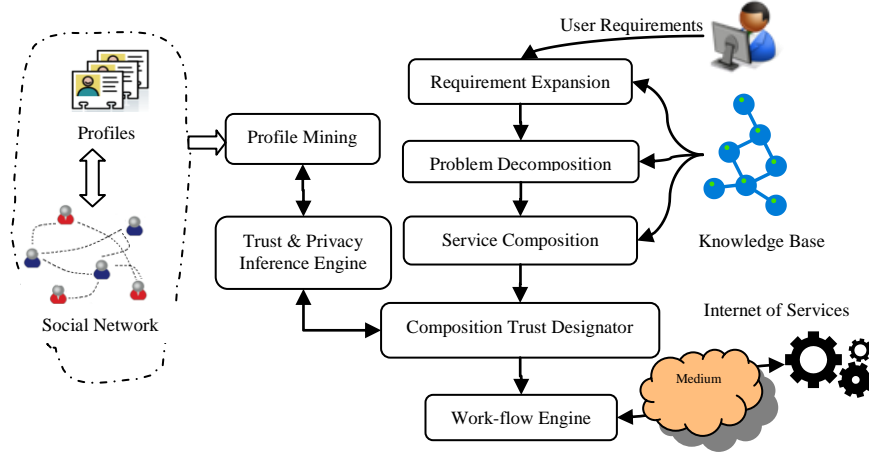 User Requirements
Requirement Expansion
Profiles
Profile Mining
Problem Decomposition
Trust & Privacy
Inference Engine
Service Composition
Knowledge Base
Social Network
Composition Trust Designator
Internet of Services
Medium
Work-flow Engine